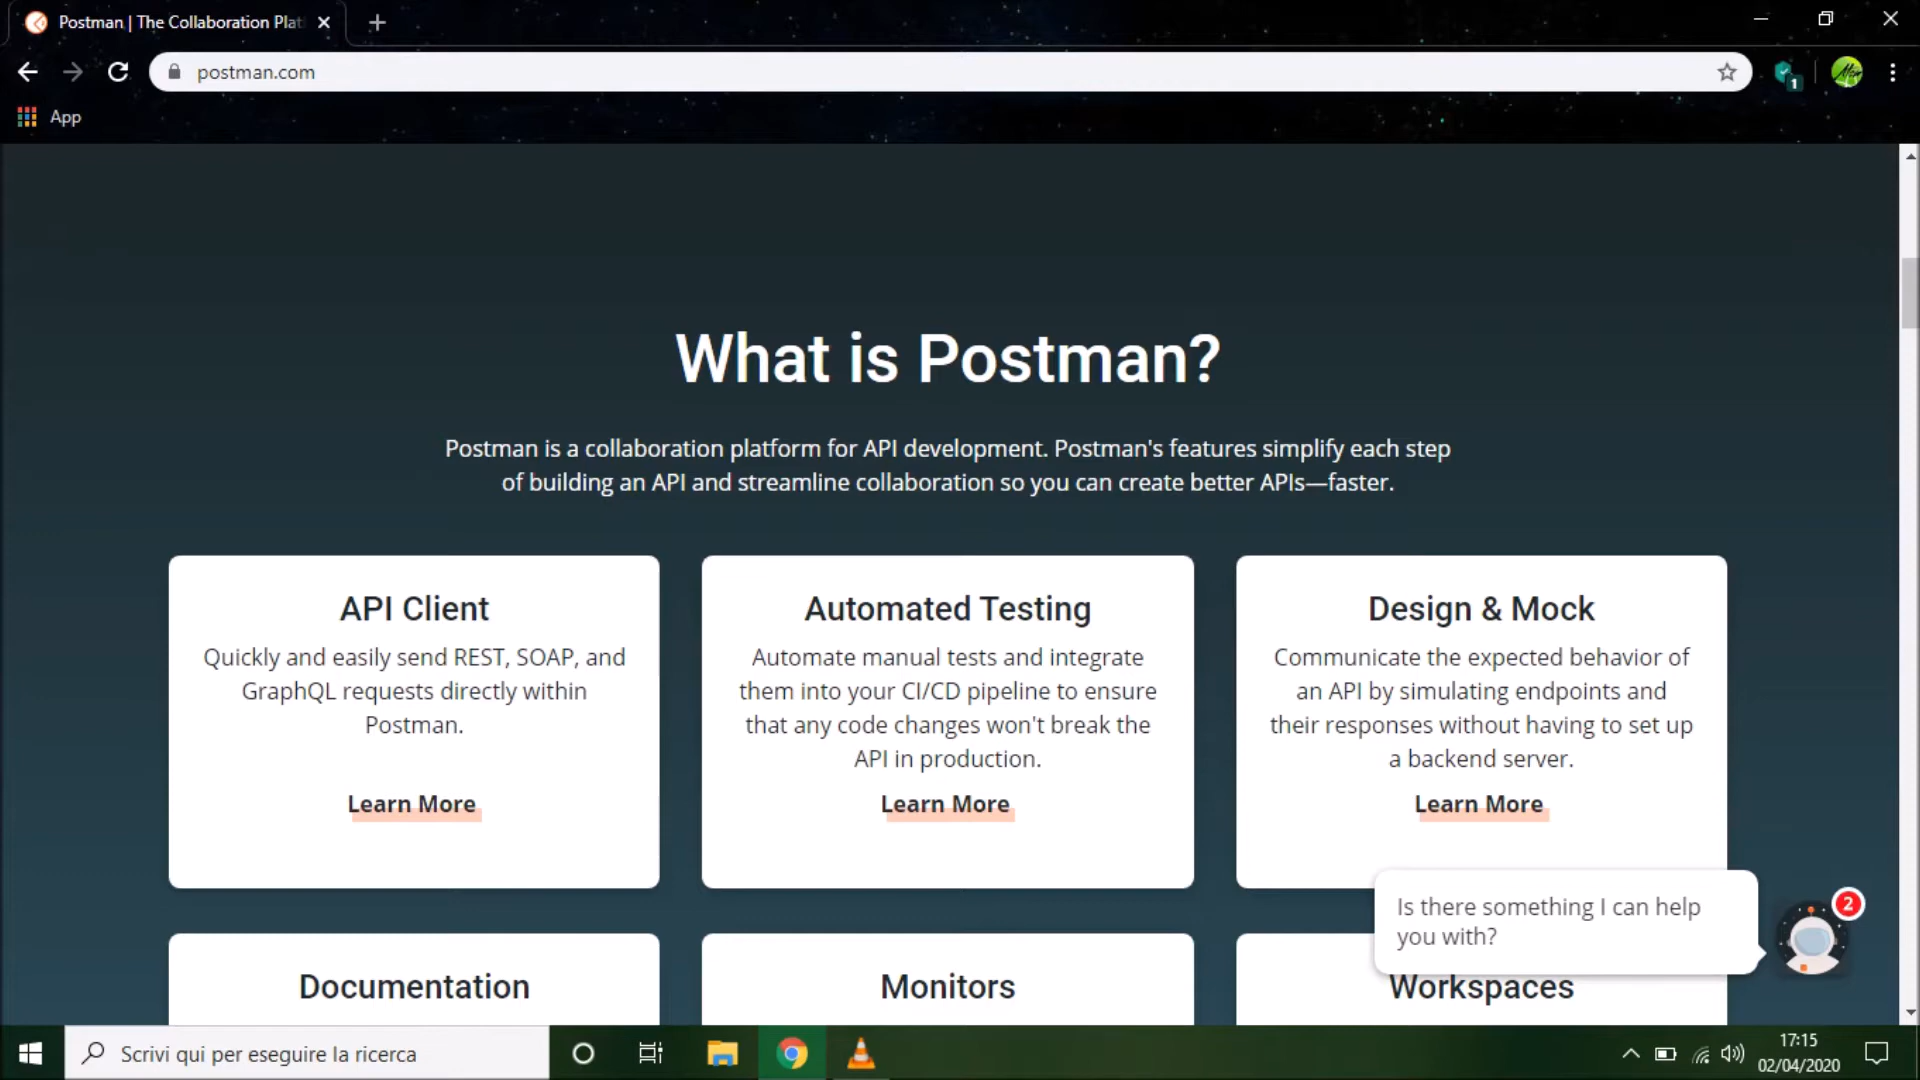 Postman | The Collaboration Plat
postman.com
1
App
What is Postman?
Postman is a collaboration platform for API development. Postman's features simplify each step
of building an API and streamline collaboration so you can create better APIs—faster.
API Client
Quickly and easily send REST, SOAP, and
GraphQL requests directly within
Postman.
Learn More
Automated Testing
Automate manual tests and integrate
them into your CI/CD pipeline to ensure
that any code changes won't break the
API in production.
Learn More
Design & Mock
Communicate the expected behavior of
an API by simulating endpoints and
their responses without having to set up
a backend server.
Learn More
Is there something I can help
you with?
2
Documentation
Monitors
Workspaces
Scrivi qui per eseguire la ricerca
17:15
02/04/2020